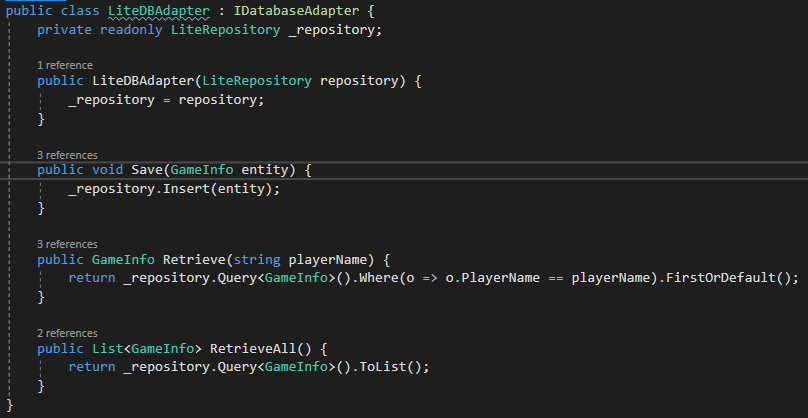 public class LiteDBAdapter : IDatabaseAdapter {
private readonly LiteRepository _repository;
1 reference
public LiteDBAdapter(LiteRepository repository) {
_repository = repository;
}
3 references
public void Save(GameInfo entity) {
_repository.Insert(entity);
}
3 references
public GameInfo Retrieve(string playerName) {
return _repository.Query<GameInfo>().Where(o => o.PlayerName == playerName).FirstOrDefault();
}
2 references
public List<GameInfo> RetrieveAll() {
return _repository.Query<GameInfo>().ToList();
}
}